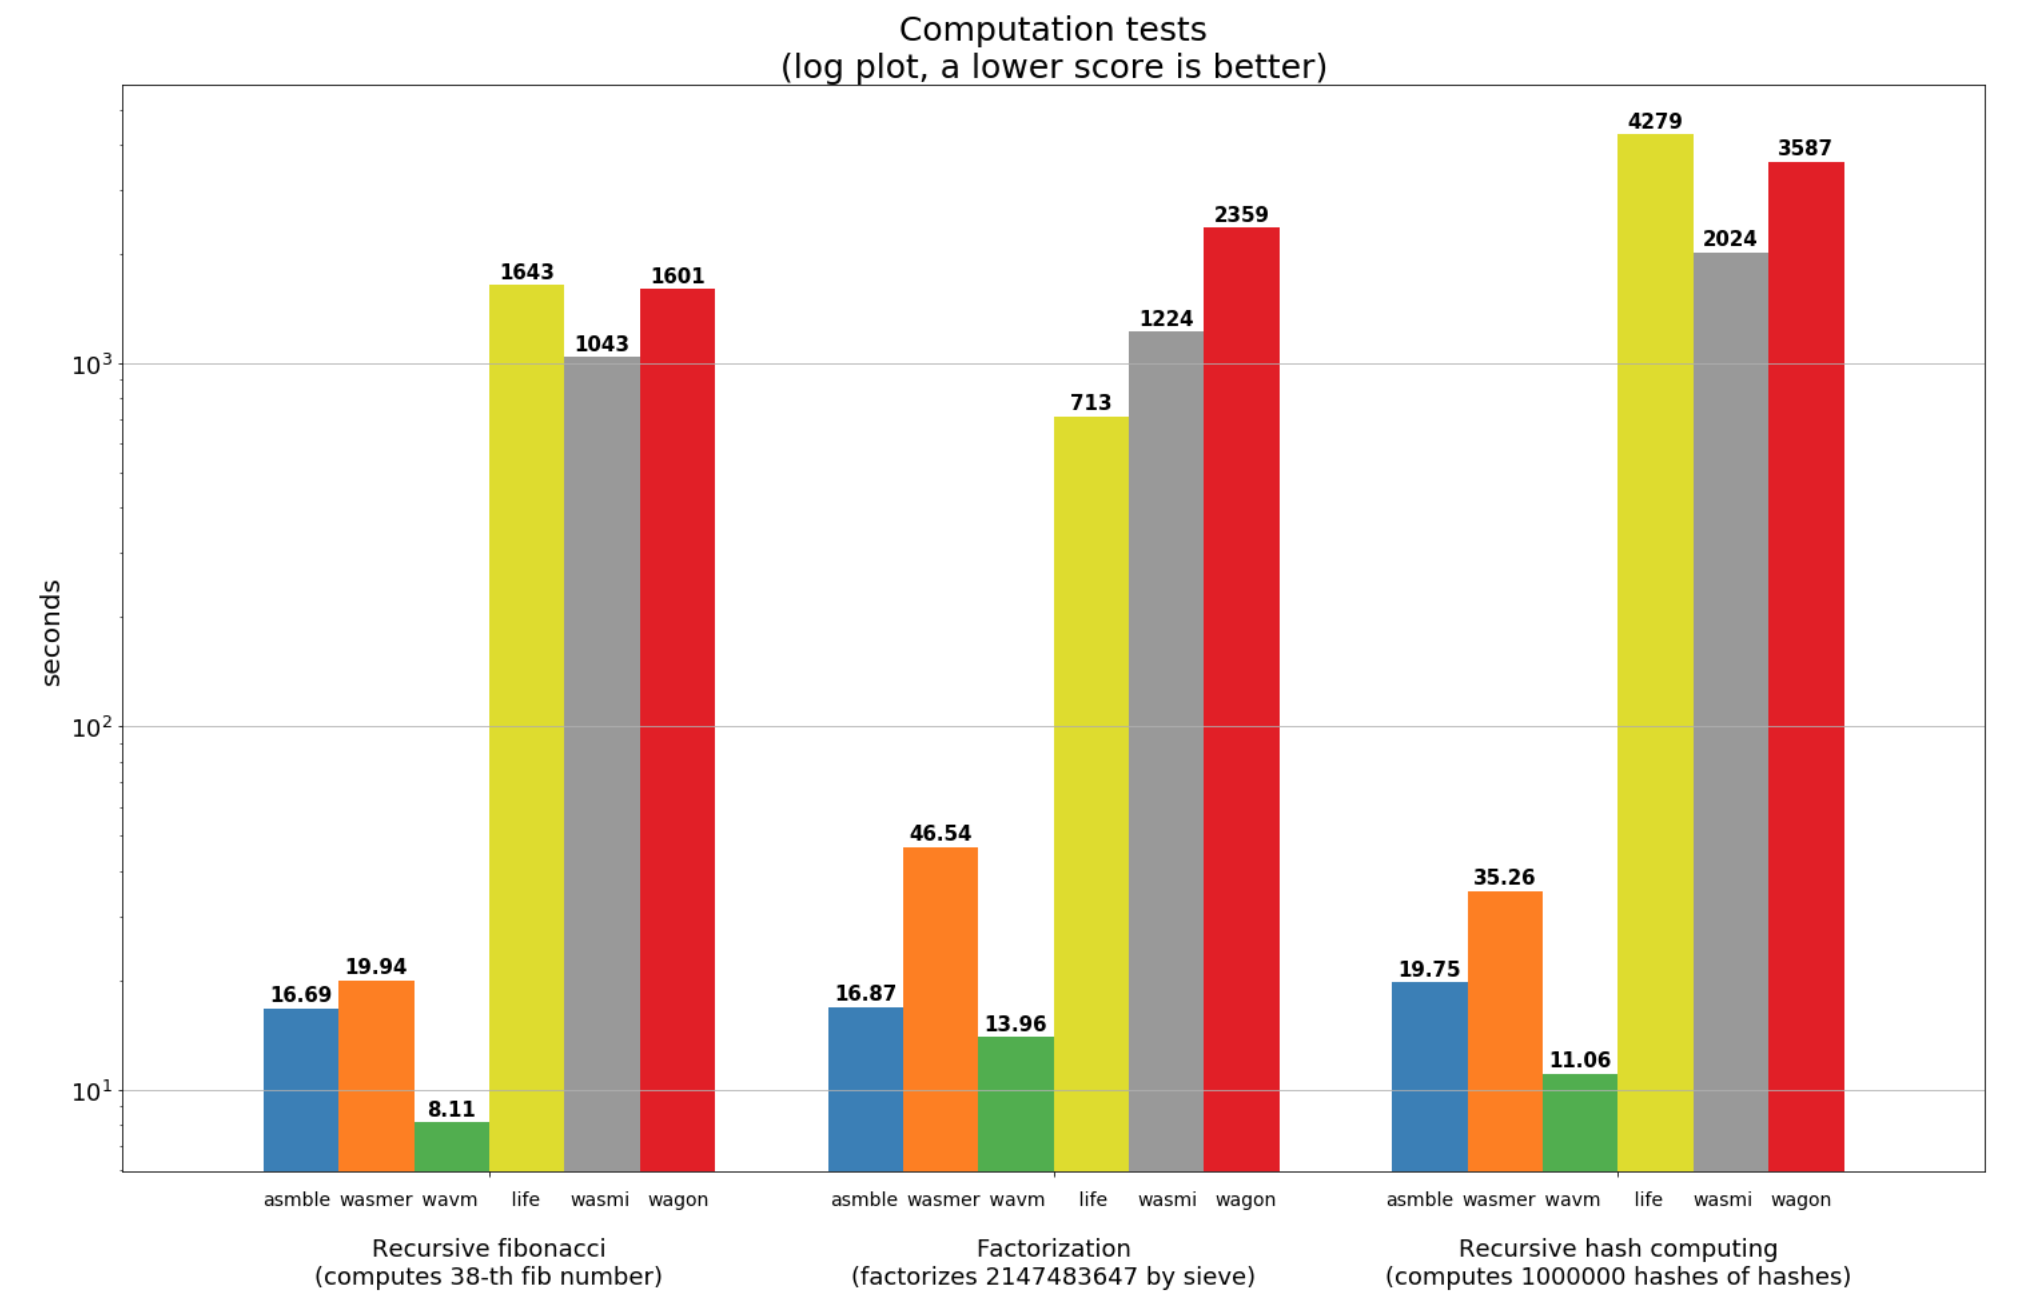 Computation tests
(log plot, a lower score is better)
seconds
10³
10²
10¹
16.69
19.94
8.11
1643
1043
1601
16.87
46.54
13.96
713
1224
2359
19.75
35.26
11.06
4279
2024
3587
asmble wasmer wavm life wasmi wagon
asmble wasmer wavm life wasmi wagon
asmble wasmer wavm life wasmi wagon
Recursive fibonacci
(computes 38-th fib number)
Factorization
(factorizes 2147483647 by sieve)
Recursive hash computing
(computes 1000000 hashes of hashes)